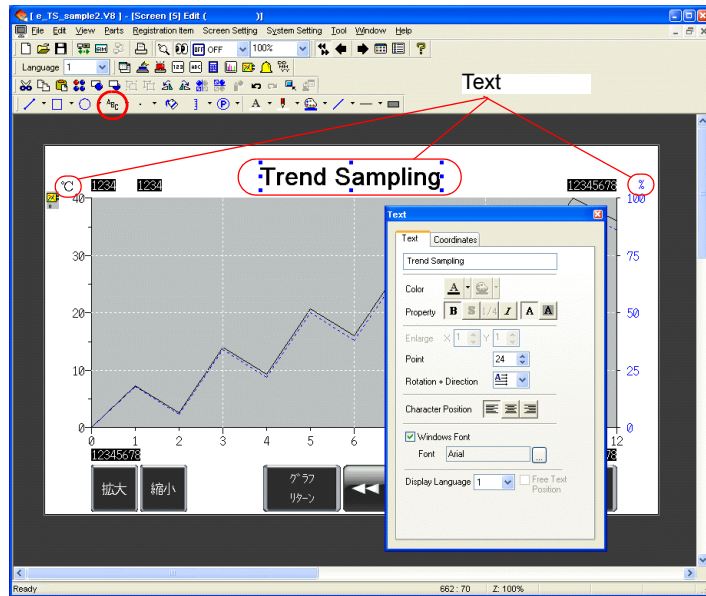 [ e_TS_sample2.V8 ] - [Screen [5] Edit ( )]
File Edit View Parts Registration Item Screen Setting System Setting Tool Window Help
OFF 100%
Language 1
Text
ABC A
℃ 1234 1234 Trend Sampling 12345678 %
40 100
30 75
20 50
10 25
0 0
0 1 2 3 4 5 6 12
12345678 78
拡大 縮小 グラフ
リターン
Text
Text Coordinates
Trend Sampling
Color A
Property B S 1/4 I A A
Enlarge X 1 Y 1
Point 24
Rotation + Direction A
Character Position
Windows Font
Font Arial ...
Display Language 1 Free Text
Position
Ready 662 : 70 Z: 100%